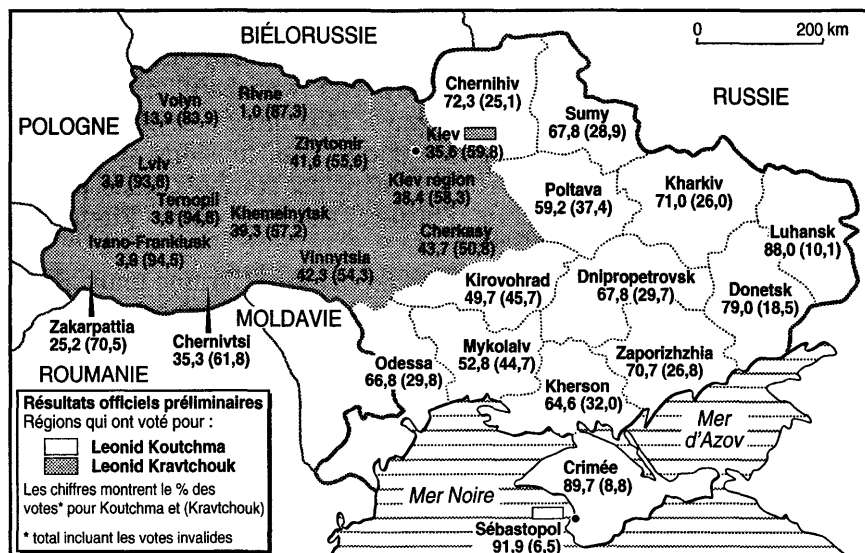 BIÉLORUSSIE
0 200 km
Chernihiv
72,3 (25,1)
RUSSIE
Volyn
13,9 (83,9)
Rivne
1,0 (87,3)
Sumy
67,8 (28,9)
POLOGNE
Kiev
35,6 (59,8)
Zhytomir
41,6 (55,6)
Lviv
3,9 (93,8)
Kiev région
38,4 (58,3)
Poltava
59,2 (37,4)
Kharkiv
71,0 (26,0)
Ternopil
3,8 (94,8)
Khemelnytsk
39,3 (57,2)
Luhansk
88,0 (10,1)
Ivano-Frankiusk
3,9 (94,5)
Cherkasy
43,7 (50,8)
Vinnytsia
42,3 (54,3)
Kirovohrad
49,7 (45,7)
Dnipropetrovsk
67,8 (29,7)
Donetsk
79,0 (18,5)
Zakarpattia
25,2 (70,5)
Chernivtsi
35,3 (61,8)
MOLDAVIE
Mykolaiv
52,8 (44,7)
Odessa
66,8 (29,8)
Zaporizhzhia
70,7 (26,8)
ROUMANIE
Kherson
64,6 (32,0)
Mer
d'Azov
Résultats officiels préliminaires
Régions qui ont voté pour :
Leonid Koutchma
Leonid Kravtchouk
Les chiffres montrent le % des
votes* pour Koutchma et (Kravtchouk)
* total incluant les votes invalides
Mer Noire
Crimée
89,7 (8,8)
Sébastopol
91,9 (6,5)